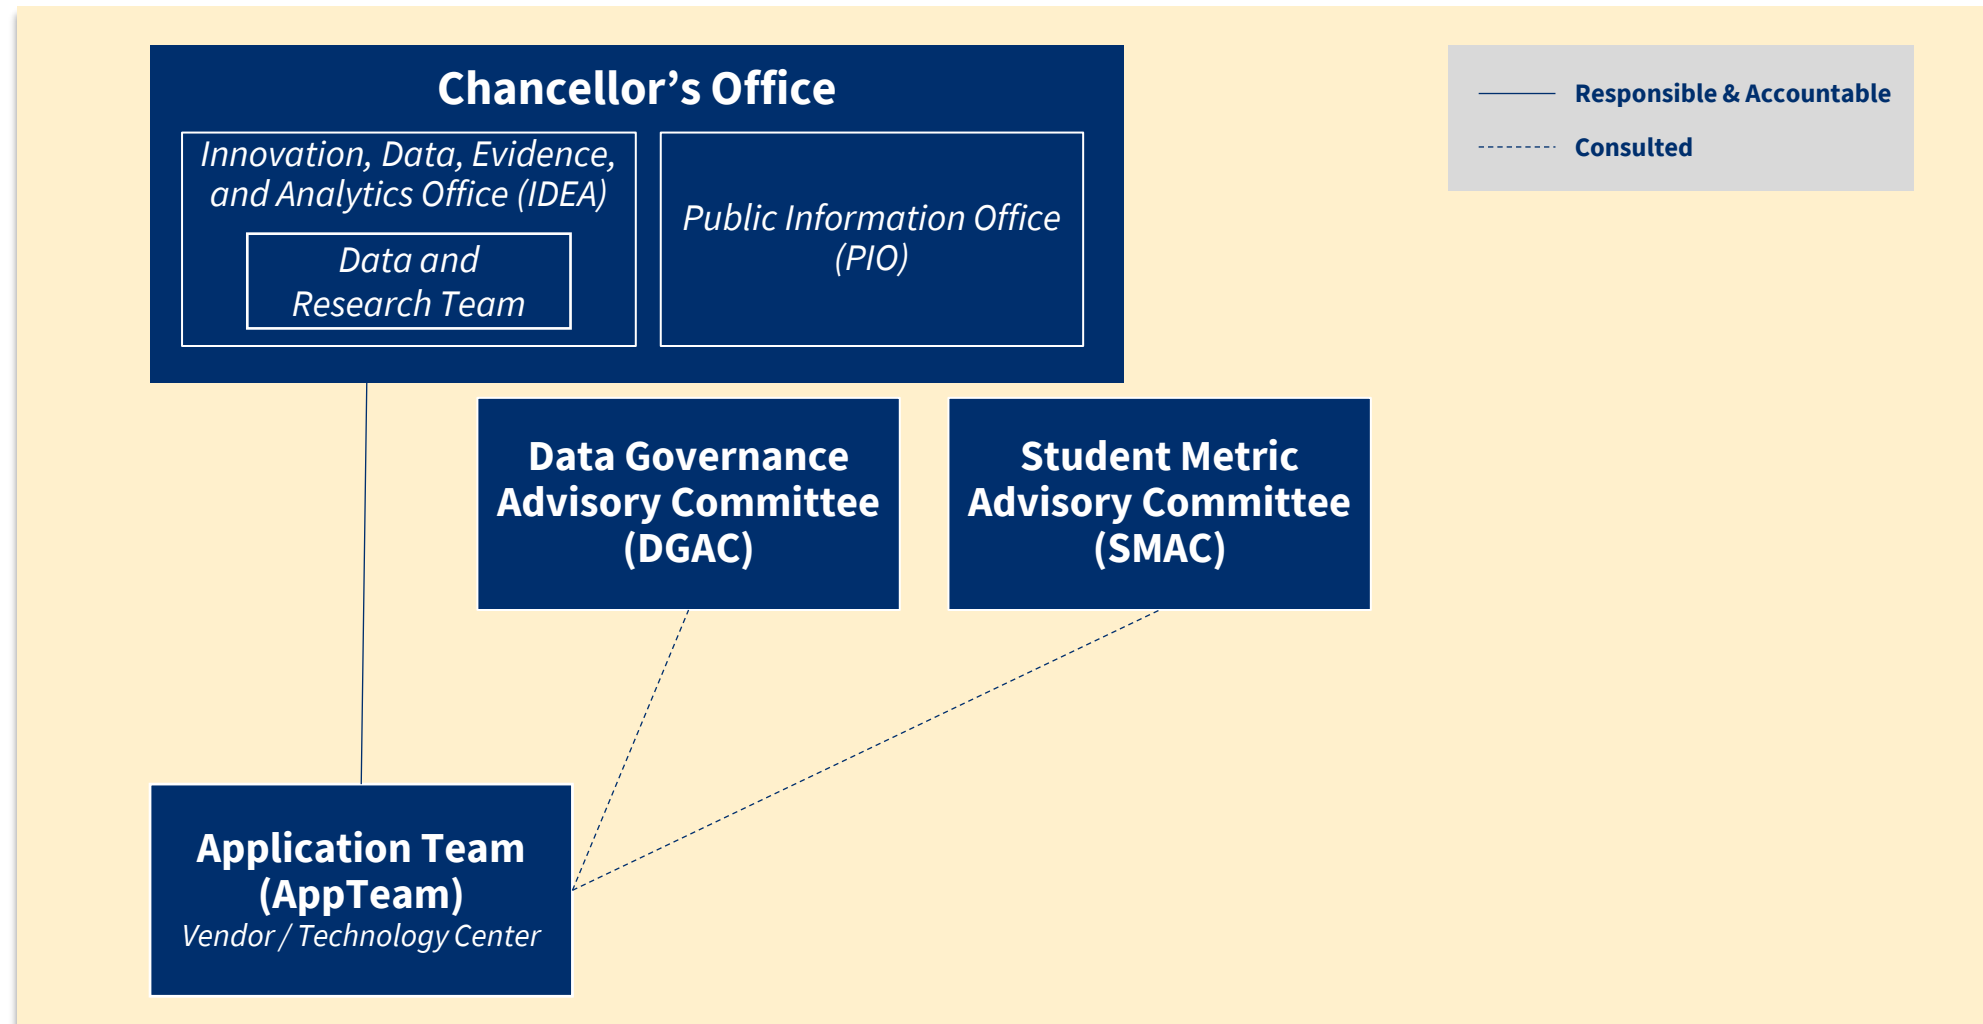 Chancellor’s Office
Innovation, Data, Evidence,
and Analytics Office (IDEA)
Data and
Research Team
Public Information Office
(PIO)
Responsible & Accountable
Consulted
Data Governance
Advisory Committee
(DGAC)
Student Metric
Advisory Committee
(SMAC)
Application Team
(AppTeam)
Vendor / Technology Center